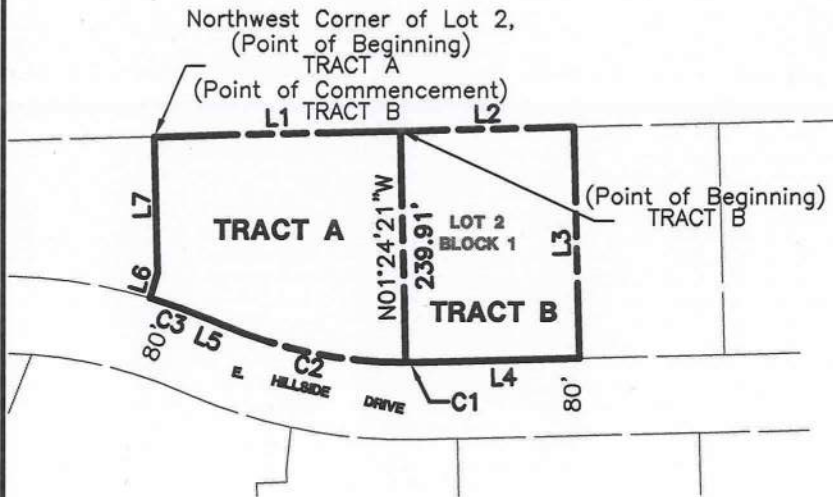 Northwest Corner of Lot 2,
(Point of Beginning)
TRACT A
(Point of Commencement)
TRACT B
L1
L2
L7
N01°24'21"W
239.91'
(Point of Beginning)
TRACT B
TRACT A
LOT 2
BLOCK 1
L3
L6
TRACT B
C3
L5
80'
C2
L4
C1
80'
E. HILLSIDE DRIVE